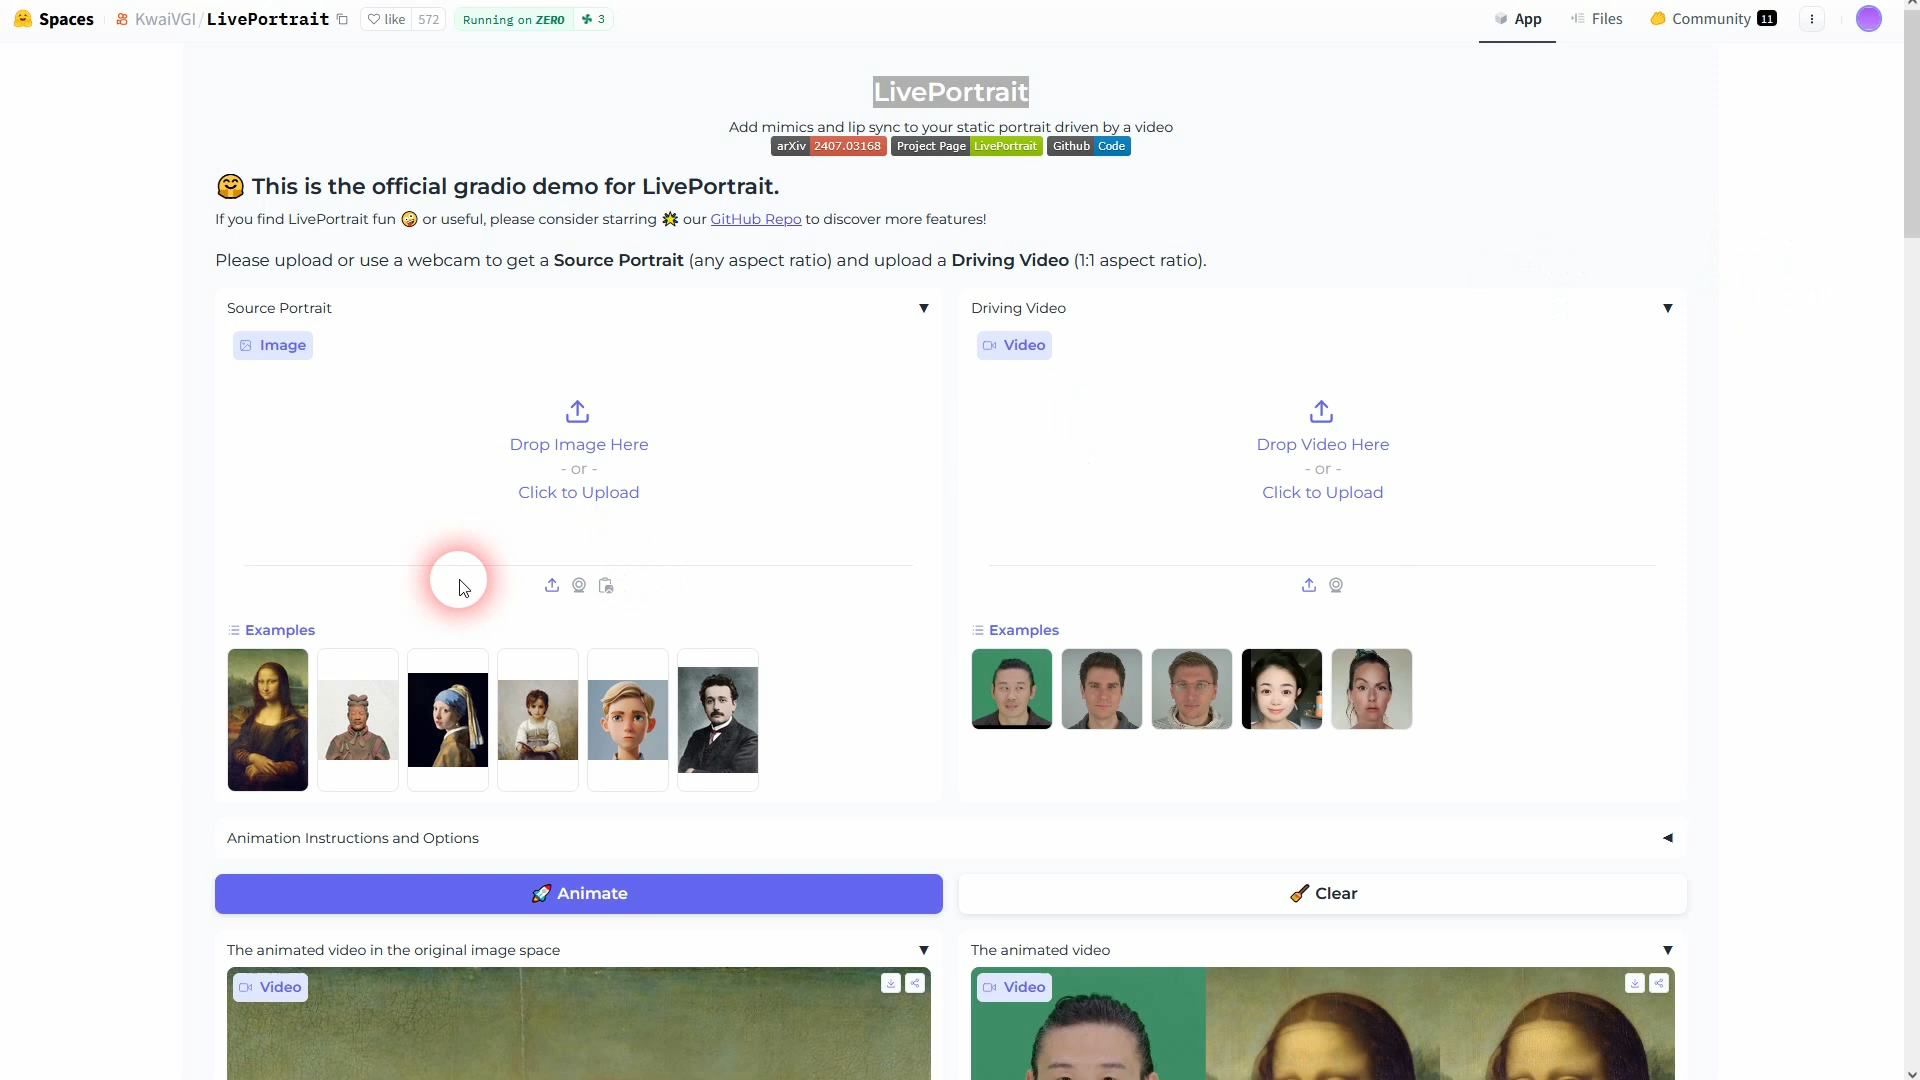 Spaces KwaiVGI/LivePortrait like 572 Running on ZERO 3 App Files Community 11
LivePortrait
Add mimics and lip sync to your static portrait driven by a video
arXiv 2407.03168 Project Page LivePortrait Github Code
This is the official gradio demo for LivePortrait.
If you find LivePortrait fun 🤪 or useful, please consider starring 🌟 our GitHub Repo to discover more features!
Please upload or use a webcam to get a Source Portrait (any aspect ratio) and upload a Driving Video (1:1 aspect ratio).
Source Portrait
Image
Drop Image Here
- or -
Click to Upload
Examples
Driving Video
Video
Drop Video Here
- or -
Click to Upload
Examples
Animation Instructions and Options
🚀 Animate
Clear
The animated video in the original image space
Video
The animated video
Video